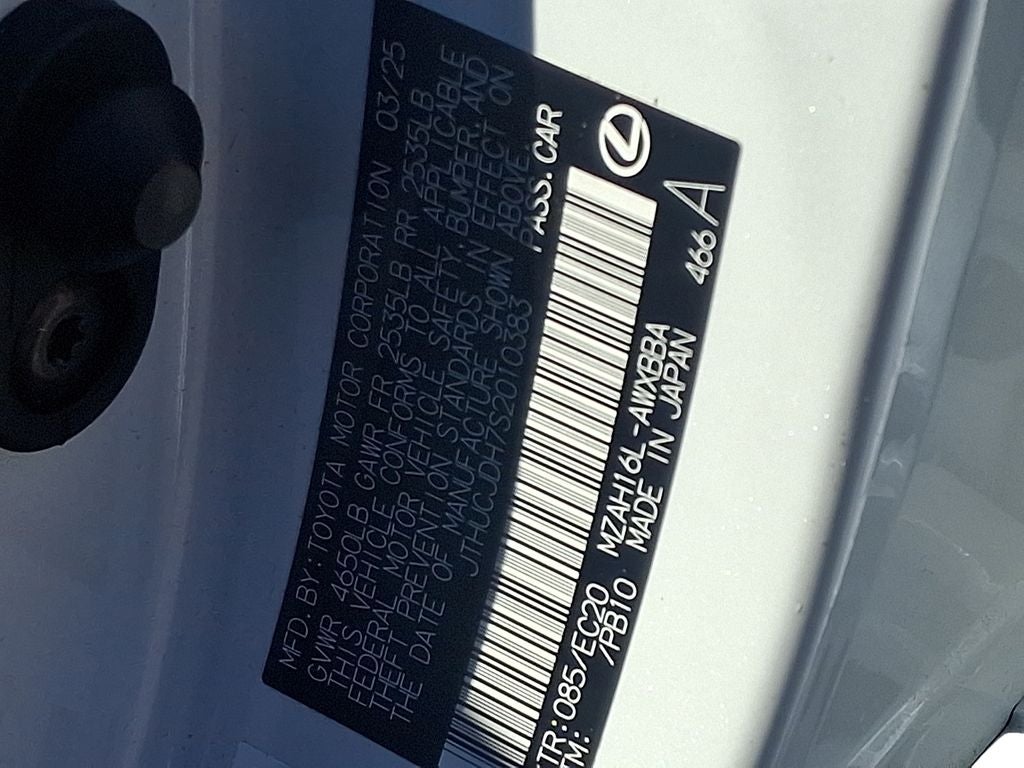 MFD. BY: TOYOTA MOTOR CORPORATION 03/25
GVWR 4650LB GAWR FR 2535LB RR 2535LB
THIS VEHICLE CONFORMS TO ALL APPLICABLE
FEDERAL MOTOR VEHICLE SAFETY, BUMPER, AND
THEFT PREVENTION STANDARDS IN EFFECT ON
THE DATE OF MANUFACTURE SHOWN ABOVE.
JTHUCJDH7S2010383 PASS. CAR
TR: 085/EC20 MZAH16L-AWXBBA 466 A
TM: /PB10 MADE IN JAPAN